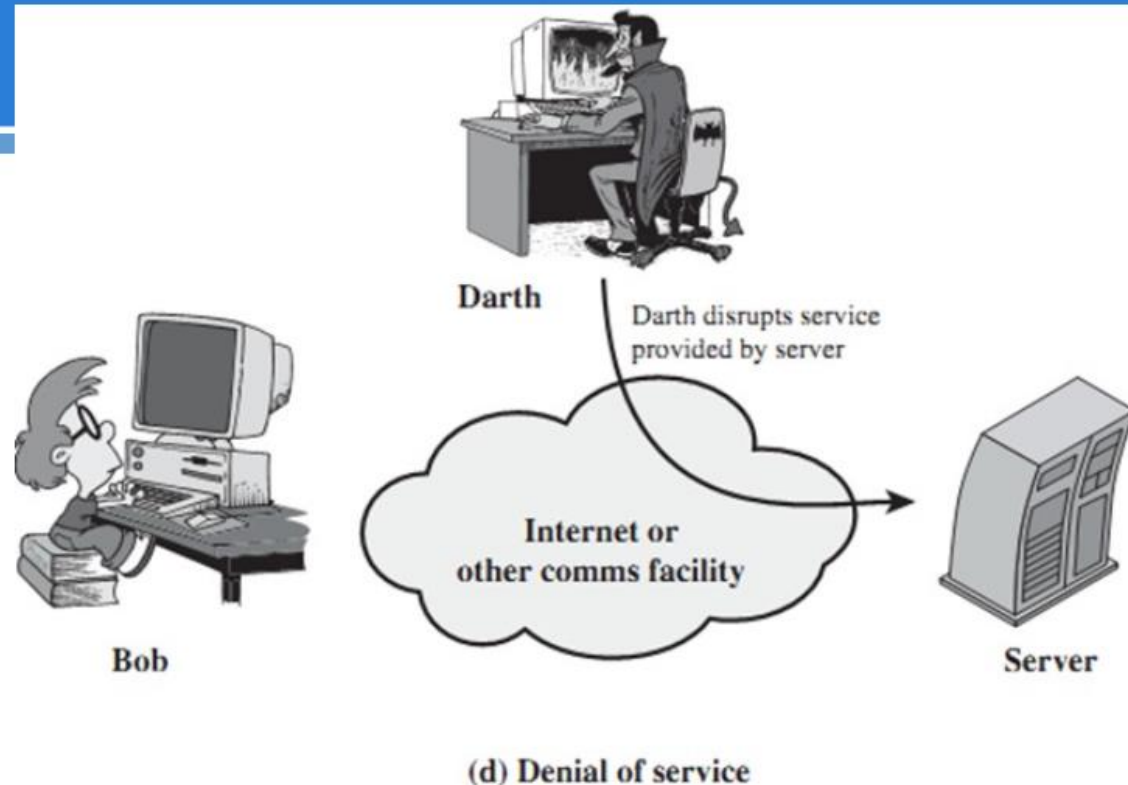 Darth
Darth disrupts service
provided by server
Internet or
other comms facility
Bob
Server
(d) Denial of service